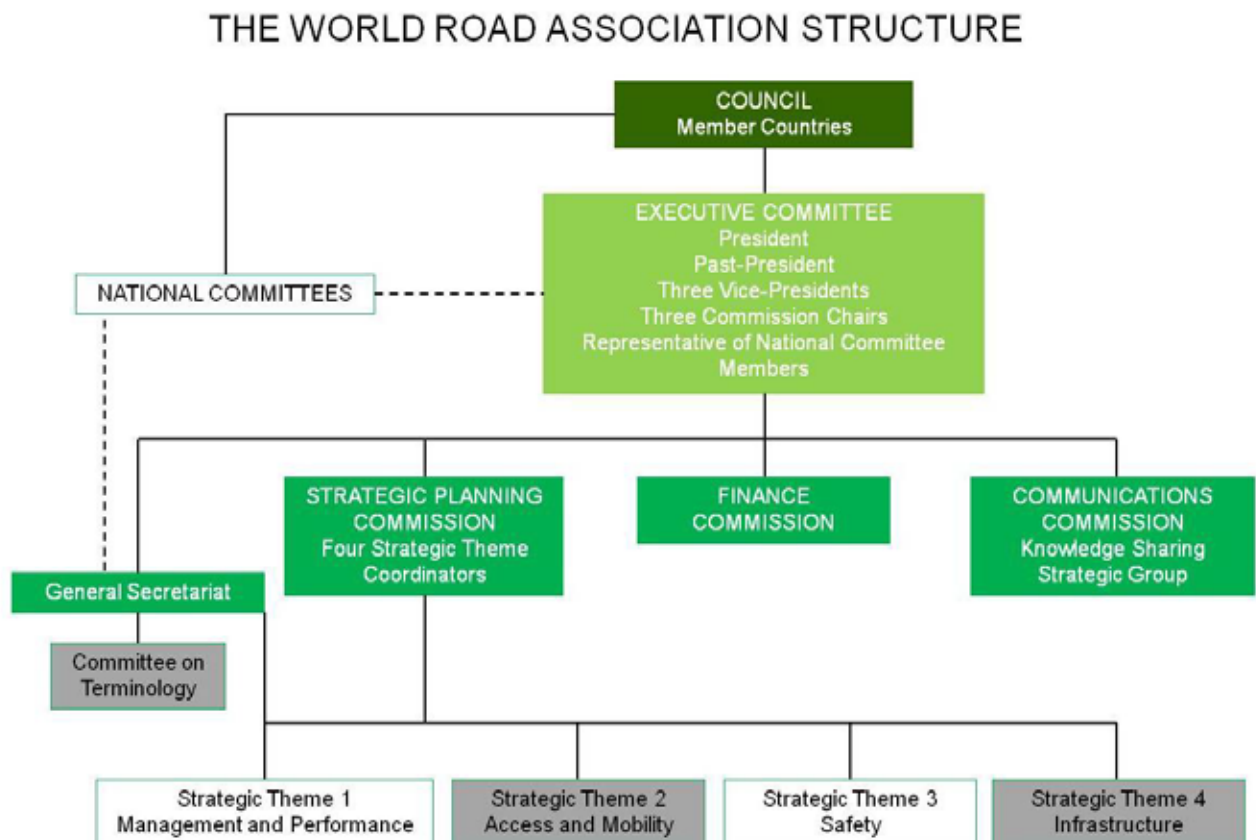 THE WORLD ROAD ASSOCIATION STRUCTURE
COUNCIL
Member Countries
EXECUTIVE COMMITTEE
President
Past-President
Three Vice-Presidents
Three Commission Chairs
Representative of National Committee
Members
NATIONAL COMMITTEES
STRATEGIC PLANNING
COMMISSION
Four Strategic Theme
Coordinators
FINANCE
COMMISSION
COMMUNICATIONS
COMMISSION
Knowledge Sharing
Strategic Group
General Secretariat
Committee on
Terminology
Strategic Theme 1
Management and Performance
Strategic Theme 2
Access and Mobility
Strategic Theme 3
Safety
Strategic Theme 4
Infrastructure